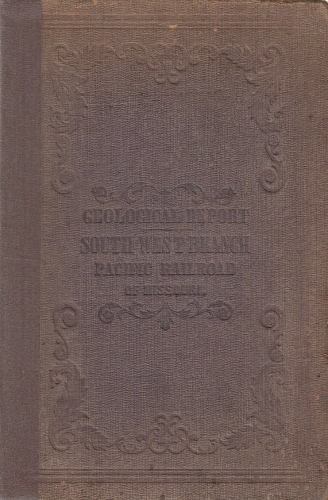 GEOLOGICAL REPORT
SOUTH WEST BRANCH
PACIFIC RAILROAD
OF MISSOURI.